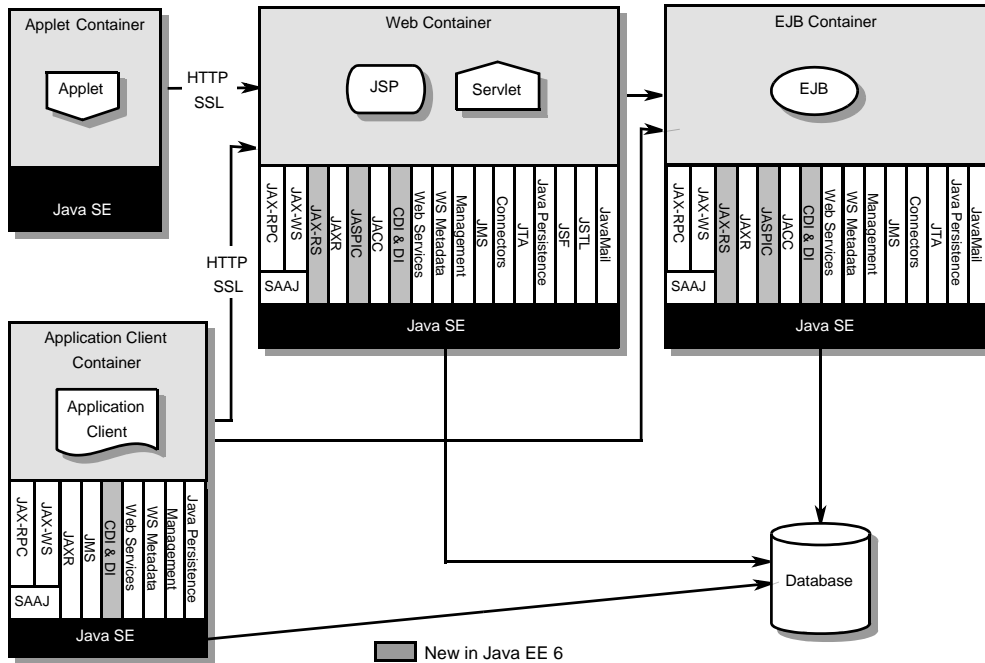 Applet Container
Applet
Java SE
HTTP
SSL
Web Container
JSP
Servlet
JAX-RPC
JAX-WS
SAAJ
JAX-RS
JAXR
JASPIC
JACC
CDI & DI
Web Services
WS Metadata
Management
JMS
Connectors
JTA
Java Persistence
JSF
JSTL
JavaMail
Java SE
EJB Container
EJB
JAX-RPC
JAX-WS
SAAJ
JAX-RS
JAXR
JASPIC
JACC
CDI & DI
Web Services
WS Metadata
Management
JMS
Connectors
JTA
Java Persistence
JavaMail
Java SE
HTTP
SSL
Application Client
Container
Application
Client
JAX-RPC
JAX-WS
SAAJ
JAXR
JMS
CDI & DI
Web Services
WS Metadata
Management
Java Persistence
Java SE
Database
New in Java EE 6